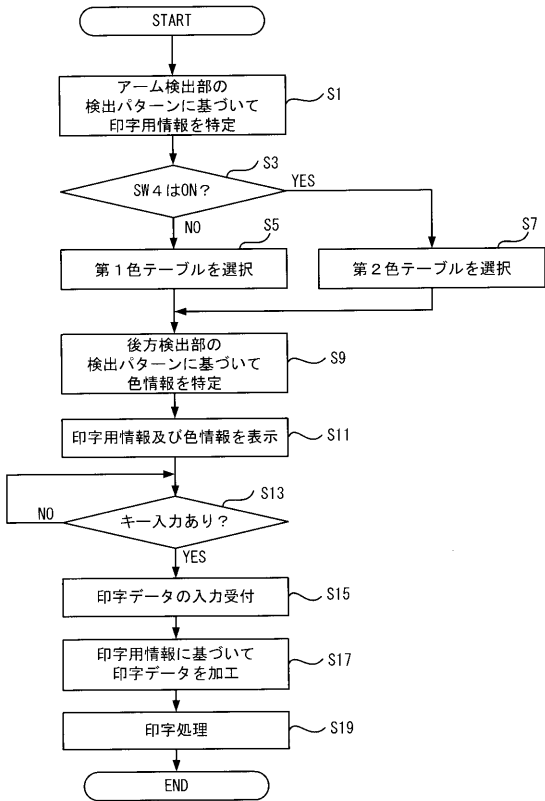 START
アーム検出部の
検出パターンに基づいて
印字用情報を特定
S1
SW４はON？
S3
YES
NO
S5
S7
第１色テーブルを選択
第２色テーブルを選択
後方検出部の
検出パターンに基づいて
色情報を特定
S9
印字用情報及び色情報を表示
S11
S13
キー入力あり？
NO
YES
印字データの入力受付
S15
印字用情報に基づいて
印字データを加工
S17
印字処理
S19
END